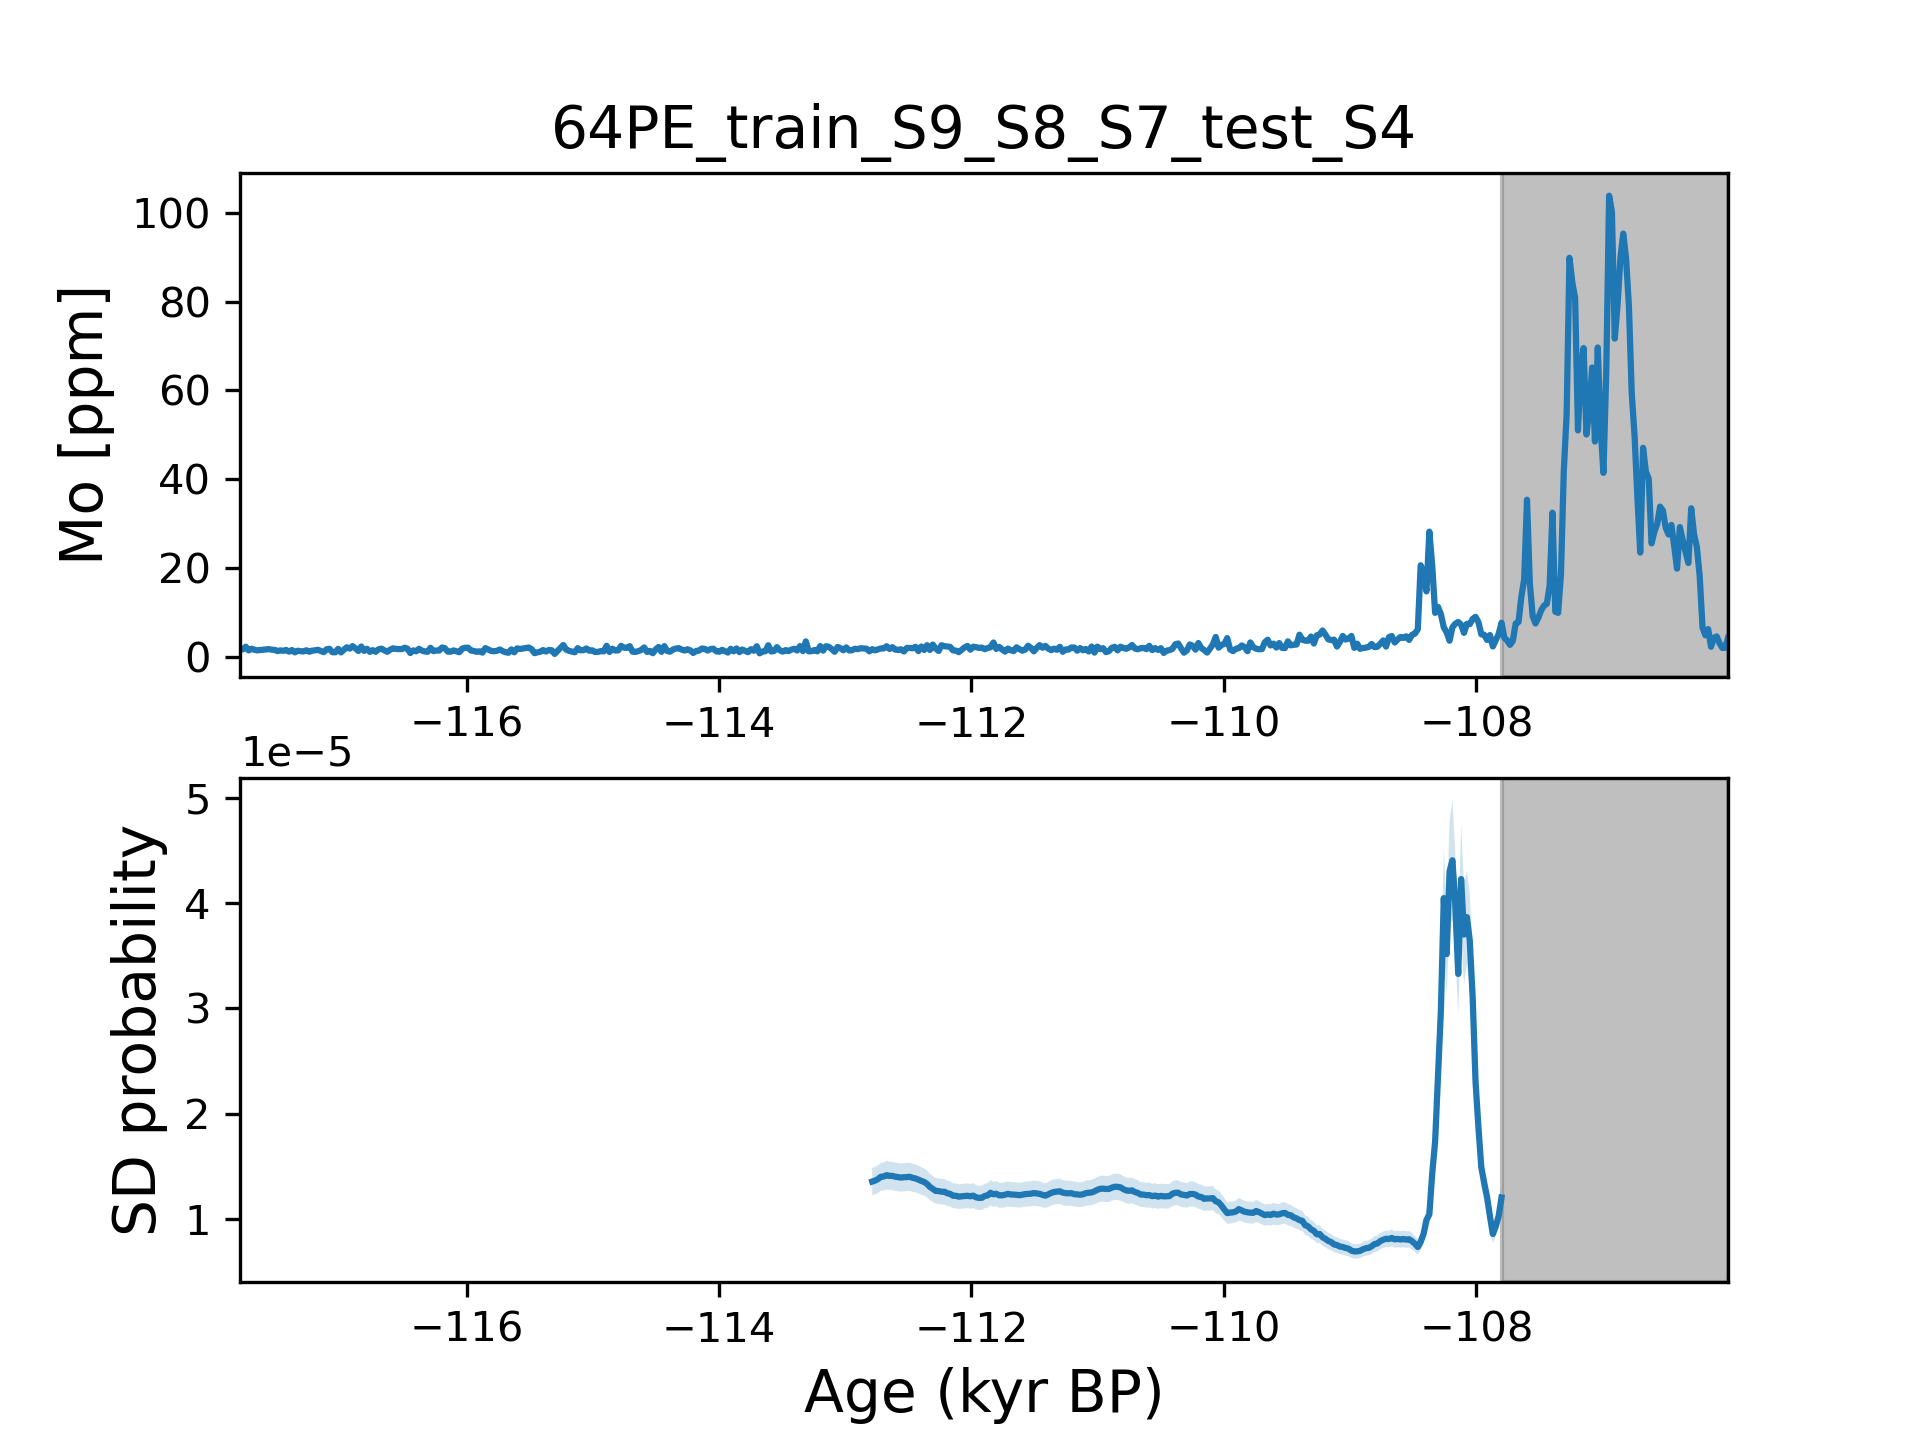 64PE_train_S9_S8_S7_test_S4
Mo [ppm]
100
80
60
40
20
0
−116 −114 −112 −110 −108
1e−5
SD probability
5
4
3
2
1
−116 −114 −112 −110 −108
Age (kyr BP)